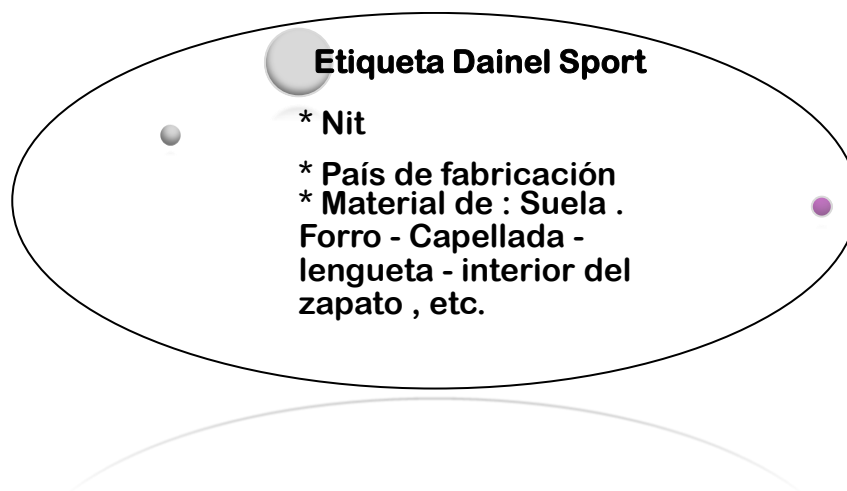 Etiqueta Dainel Sport
* Nit
* País de fabricación
* Material de : Suela .
Forro - Capellada -
lengueta - interior del
zapato , etc.